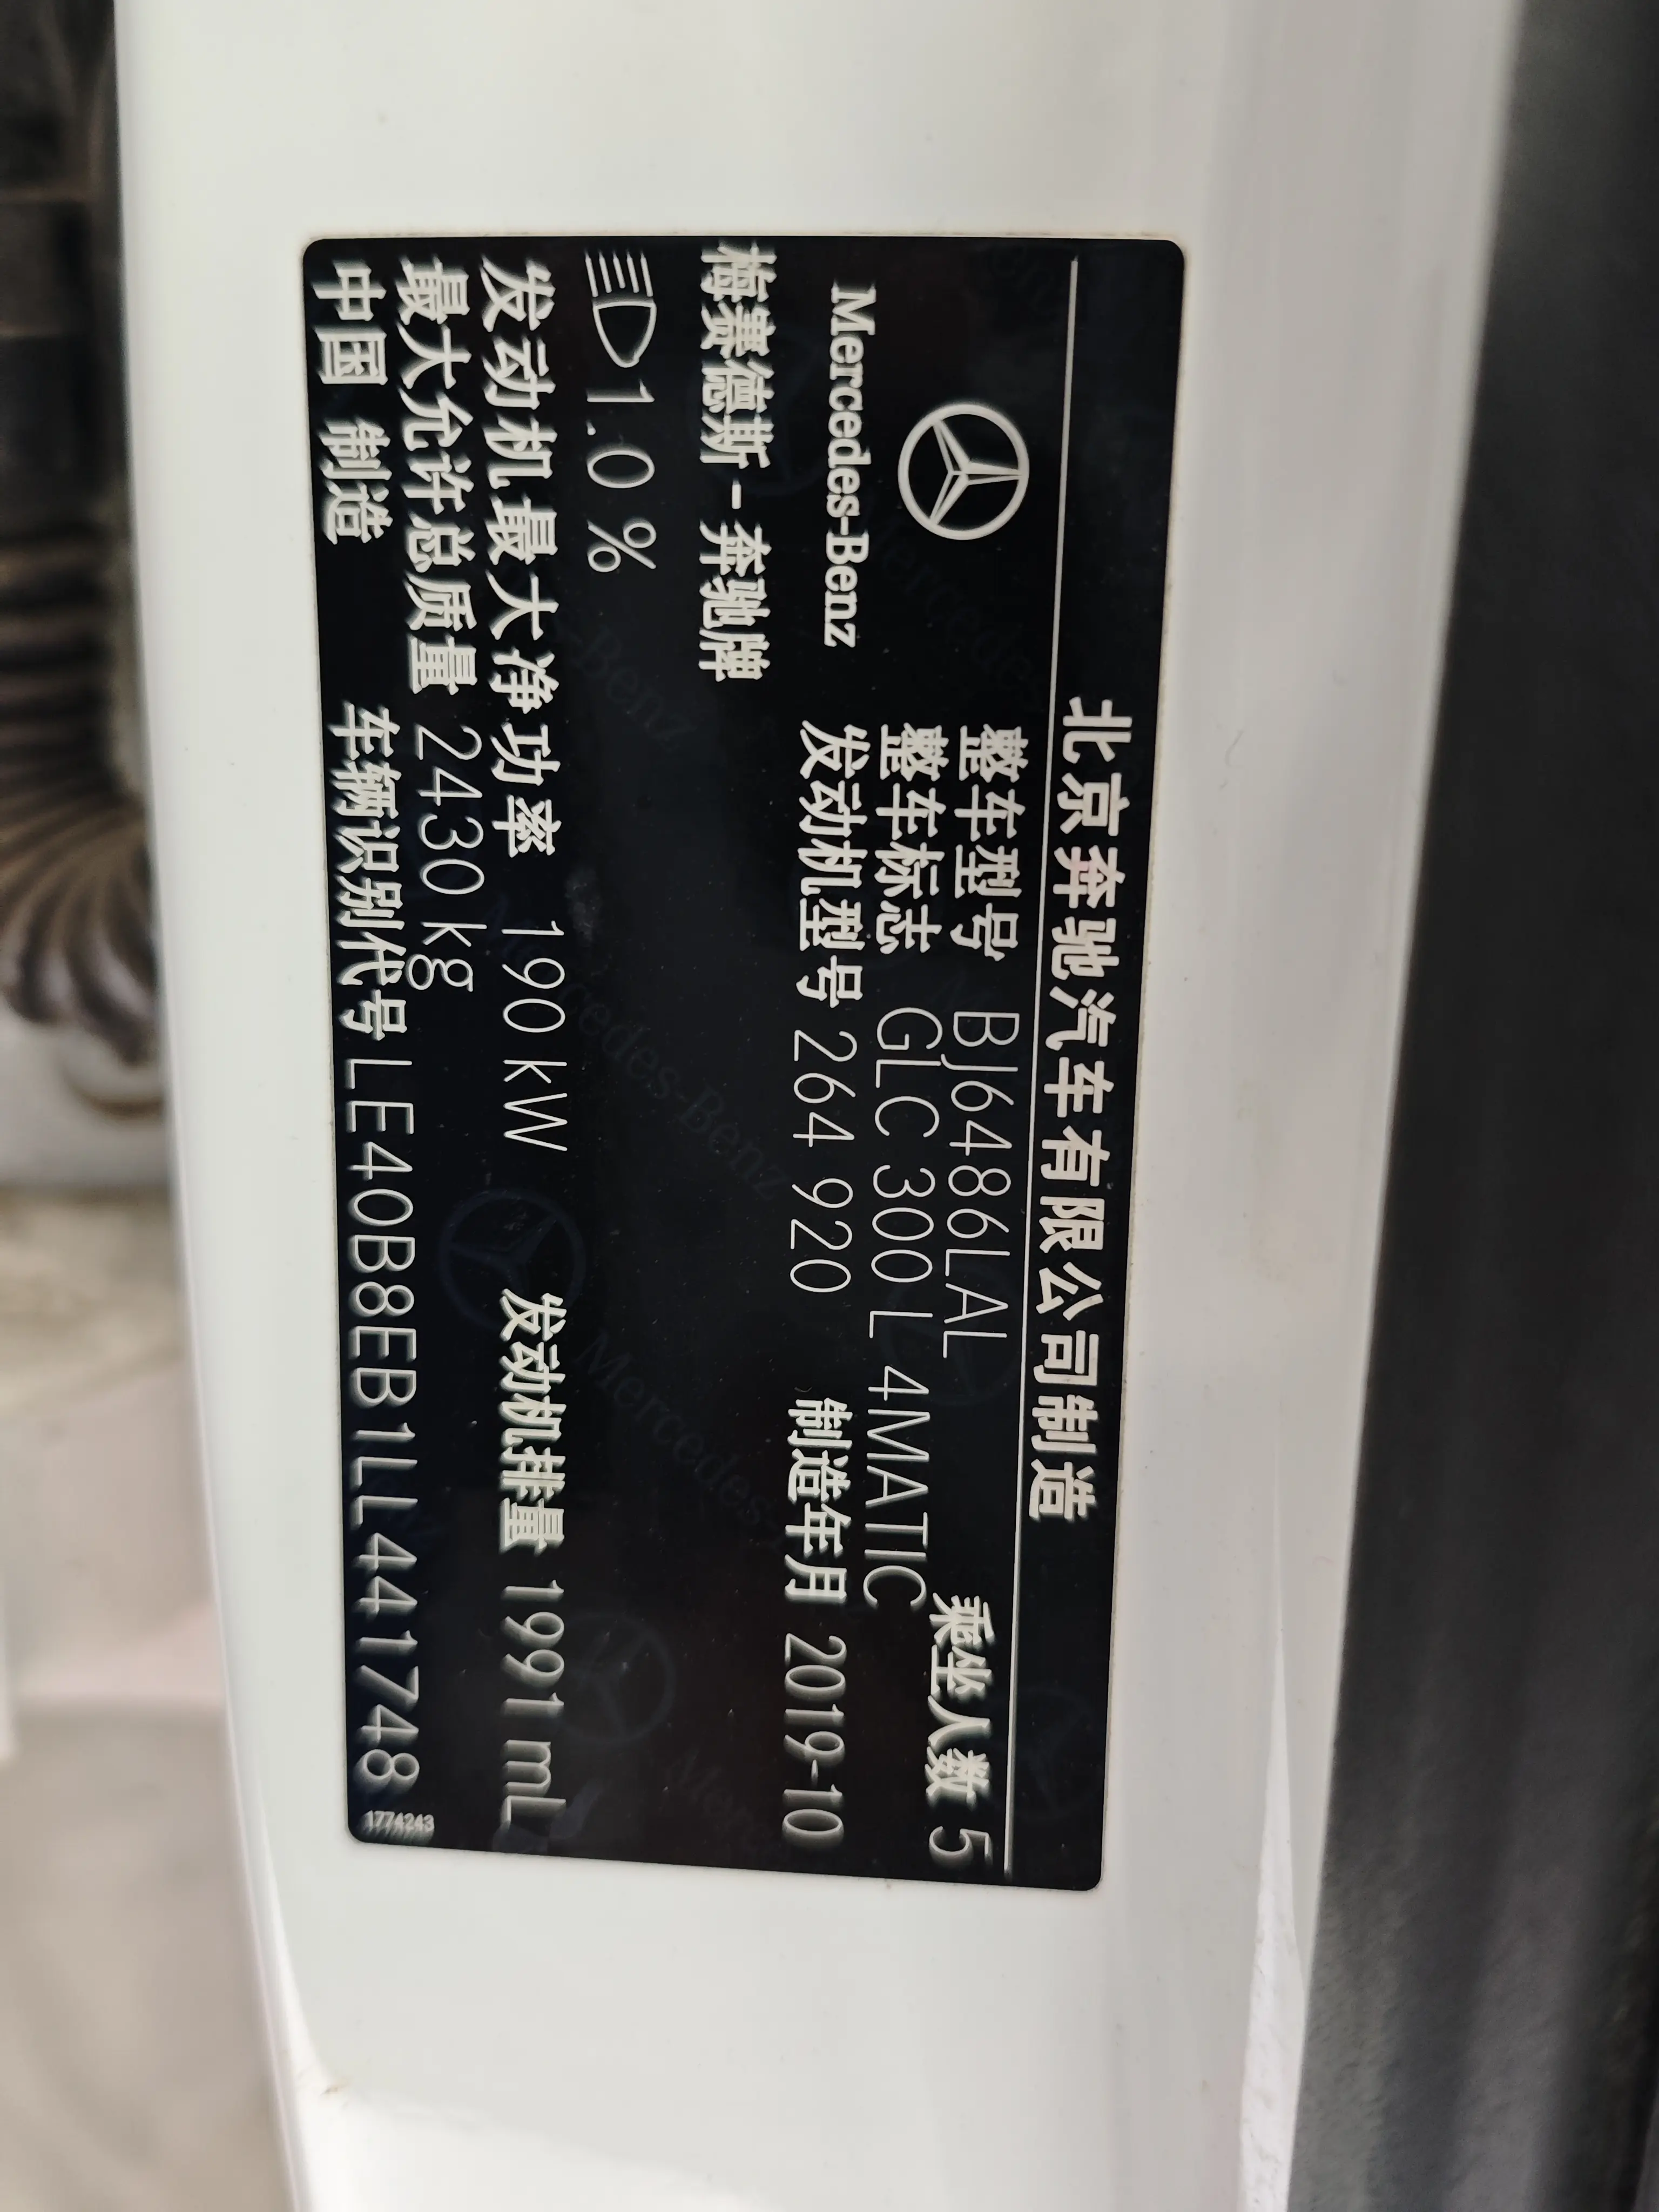 北京奔驰汽车有限公司制造
整车型号 BJ6486LAL 乘坐人数 5
整车标志 GLC 300 L 4MATIC
Mercedes-Benz 发动机型号 264 920 制造年月 2019-10
梅赛德斯-奔驰牌
1.0 %
发动机最大净功率 190 kW 发动机排量 1991 mL
最大允许总质量 2430 kg
中国 制造 车辆识别代号 LE40B8EB1LL441748
1774243